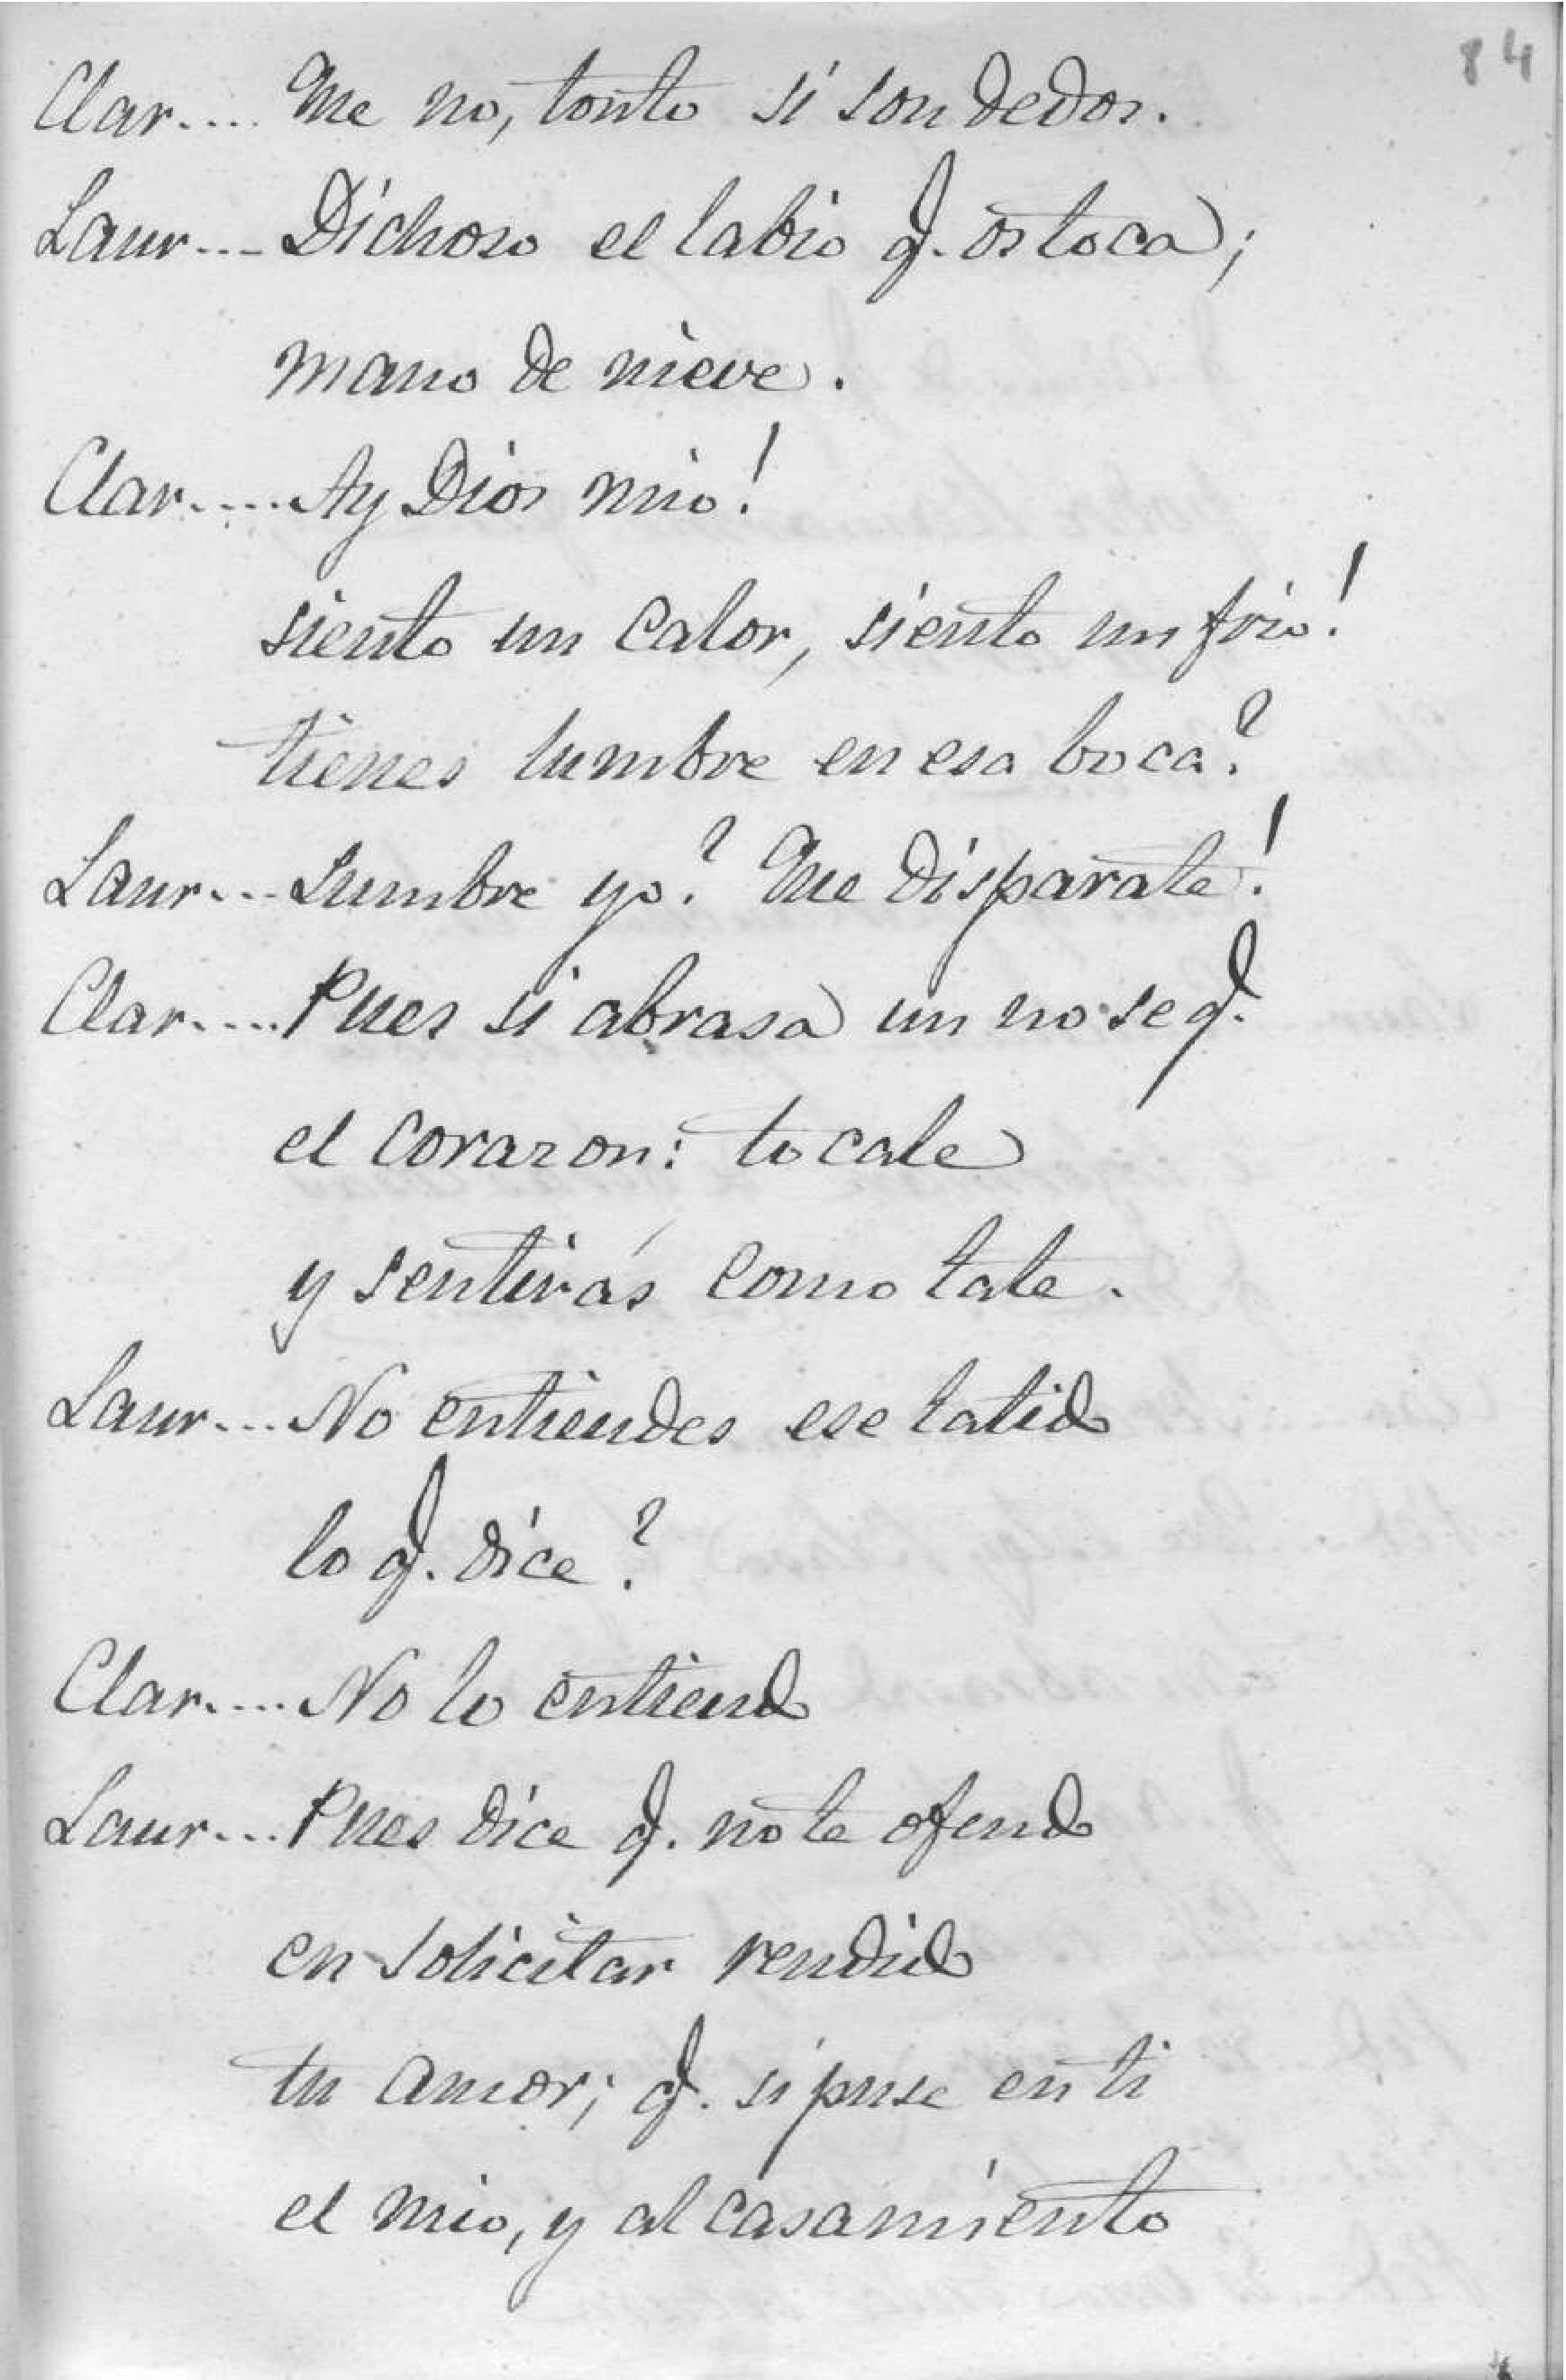 84
Clar.... Que no, tonto si son dedos.
Laur... Dichoso el labio q. os toca;
mano de nieve.
Clar.... Ay Dios mio!
siento un calor, siento un frio!
tienes lumbre en esa boca?
Laur... Lumbre yo? Que disparate!
Clar.... Pues si abrasa un no se q.
el corazon: tocale
y sentirás como late.
Laur... No entiendes ese latido
lo q. dice?
Clar.... No lo entiendo
Laur... Pues dice q. no te ofendo
en solicitar rendido
tu amor; q. si puse en ti
el mio, y al casamiento